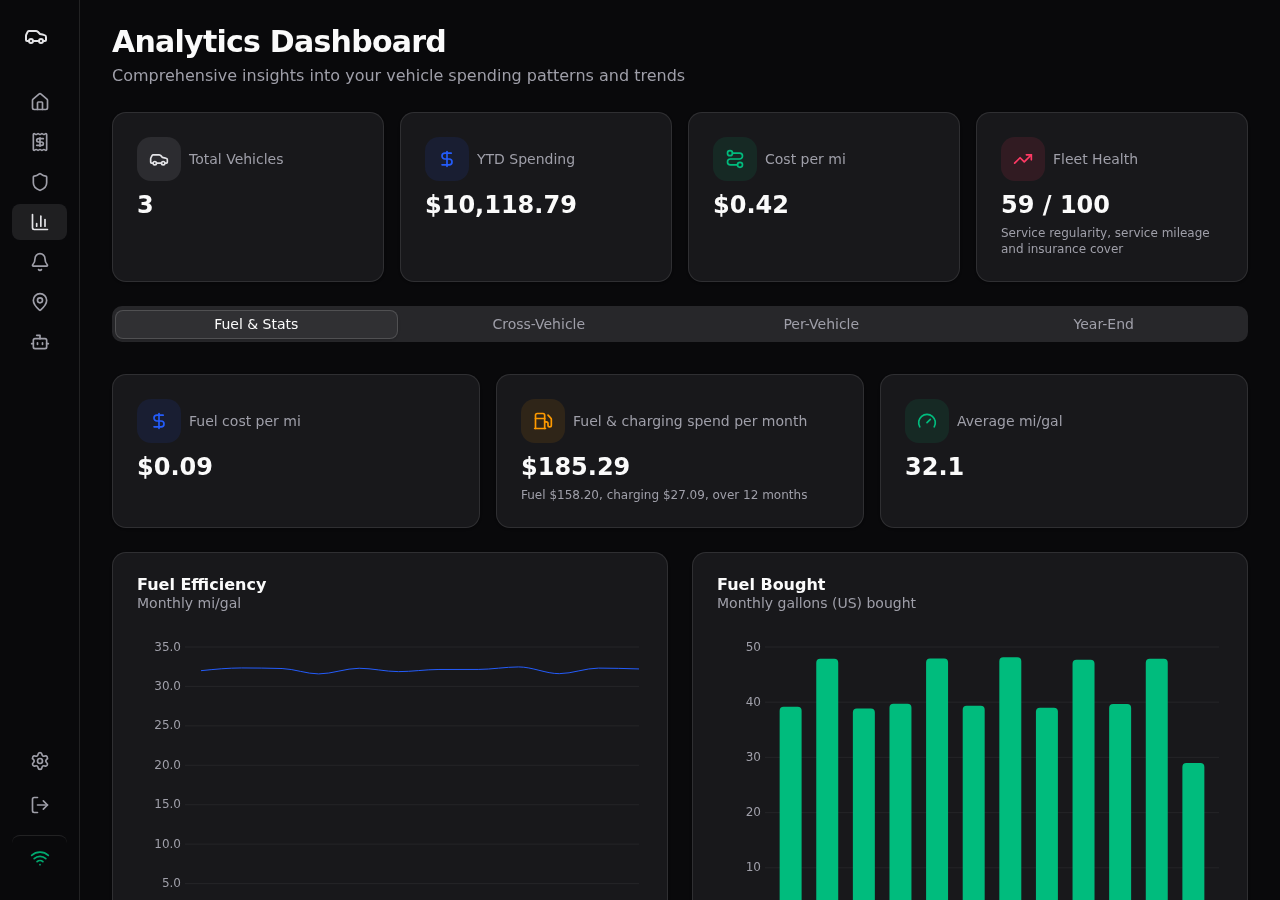 Analytics Dashboard
Comprehensive insights into your vehicle spending patterns and trends
Total Vehicles
3
YTD Spending
$10,118.79
Cost per mi
$0.42
Fleet Health
59 / 100
Service regularity, service mileage
and insurance cover
Fuel & Stats
Cross-Vehicle
Per-Vehicle
Year-End
Fuel cost per mi
$0.09
Fuel & charging spend per month
$185.29
Fuel $158.20, charging $27.09, over 12 months
Average mi/gal
32.1
Fuel Efficiency
Monthly mi/gal
35.0
30.0
25.0
20.0
15.0
10.0
5.0
Fuel Bought
Monthly gallons (US) bought
50
40
30
20
10